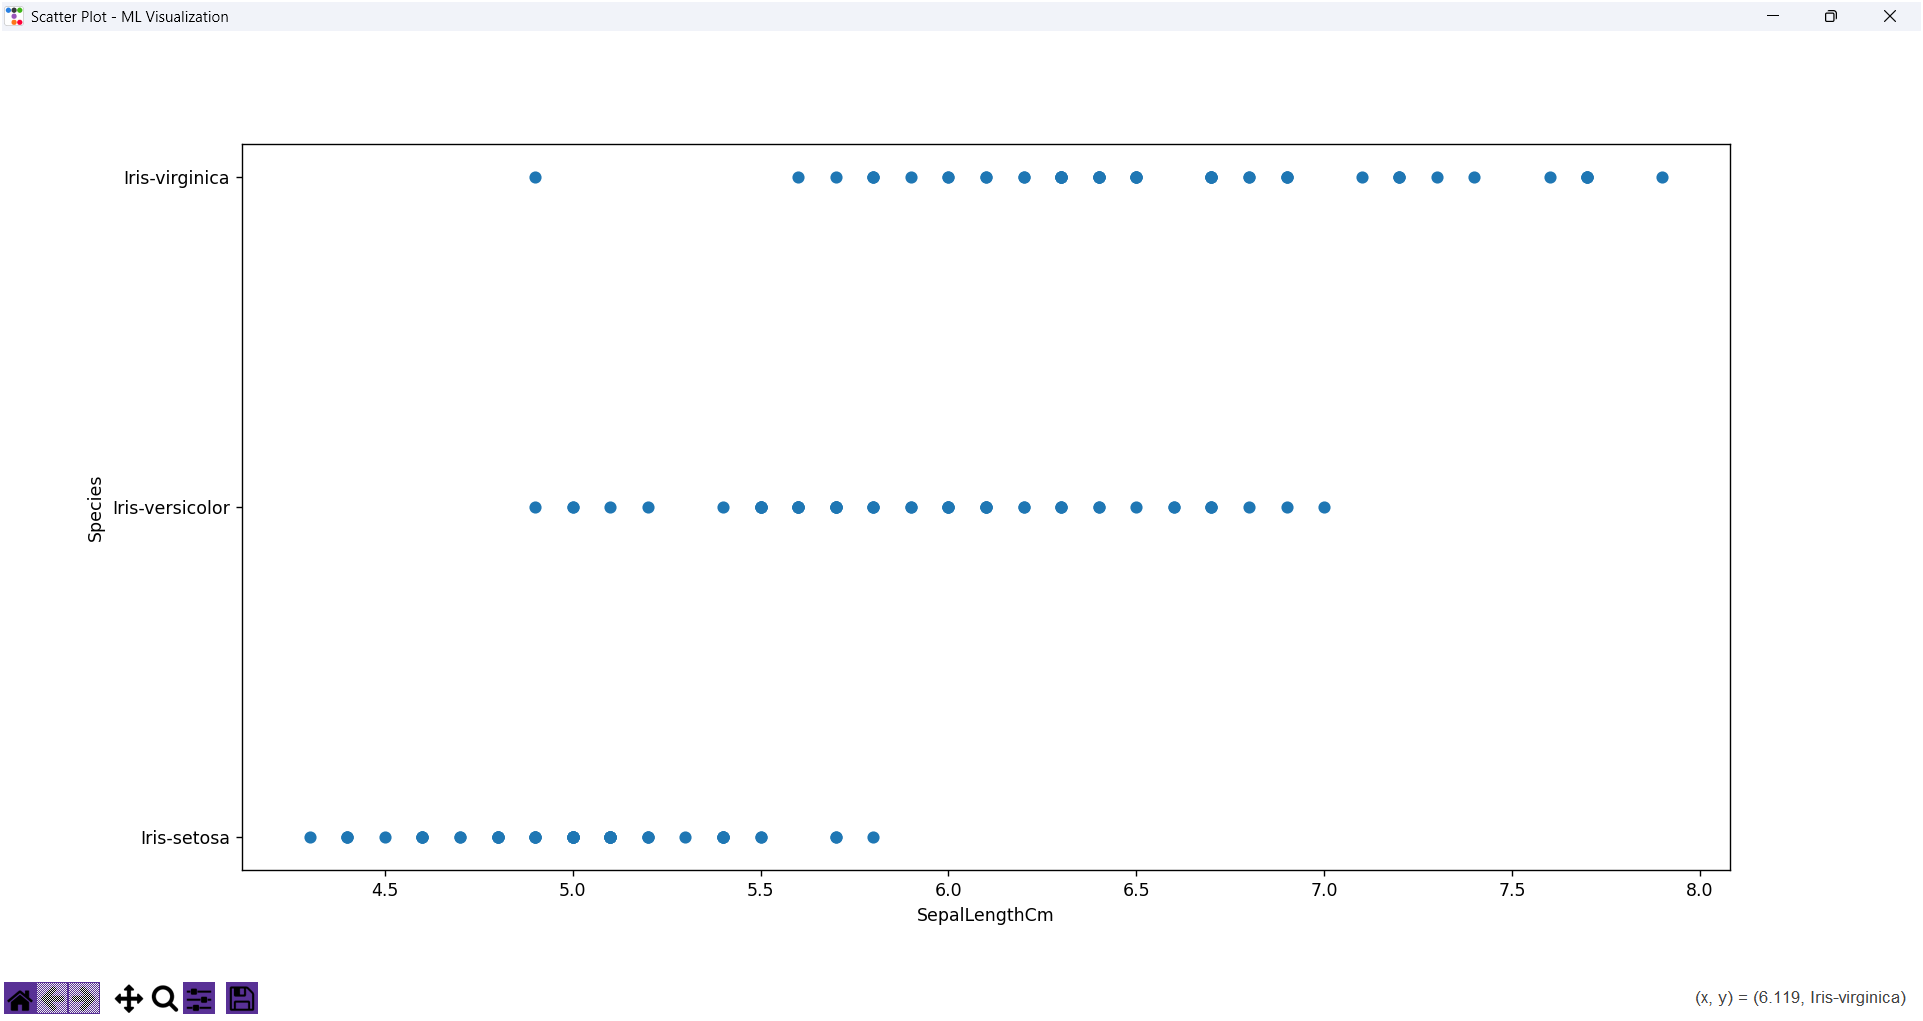 Scatter Plot - ML Visualization
Iris-virginica
Species
Iris-versicolor
Iris-setosa
4.5 5.0 5.5 6.0 6.5 7.0 7.5 8.0
SepalLengthCm
(x, y) = (6.119, Iris-virginica)